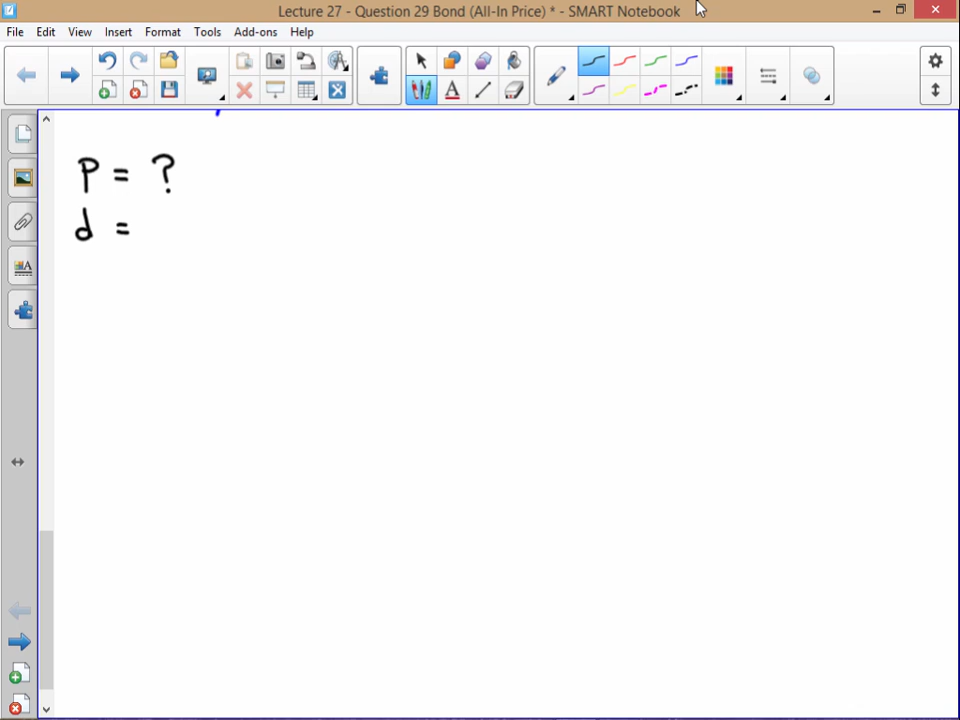 Lecture 27 - Question 29 Bond (All-In Price) * - SMART Notebook
File Edit View Insert Format Tools Add-ons Help
P = ?
d =